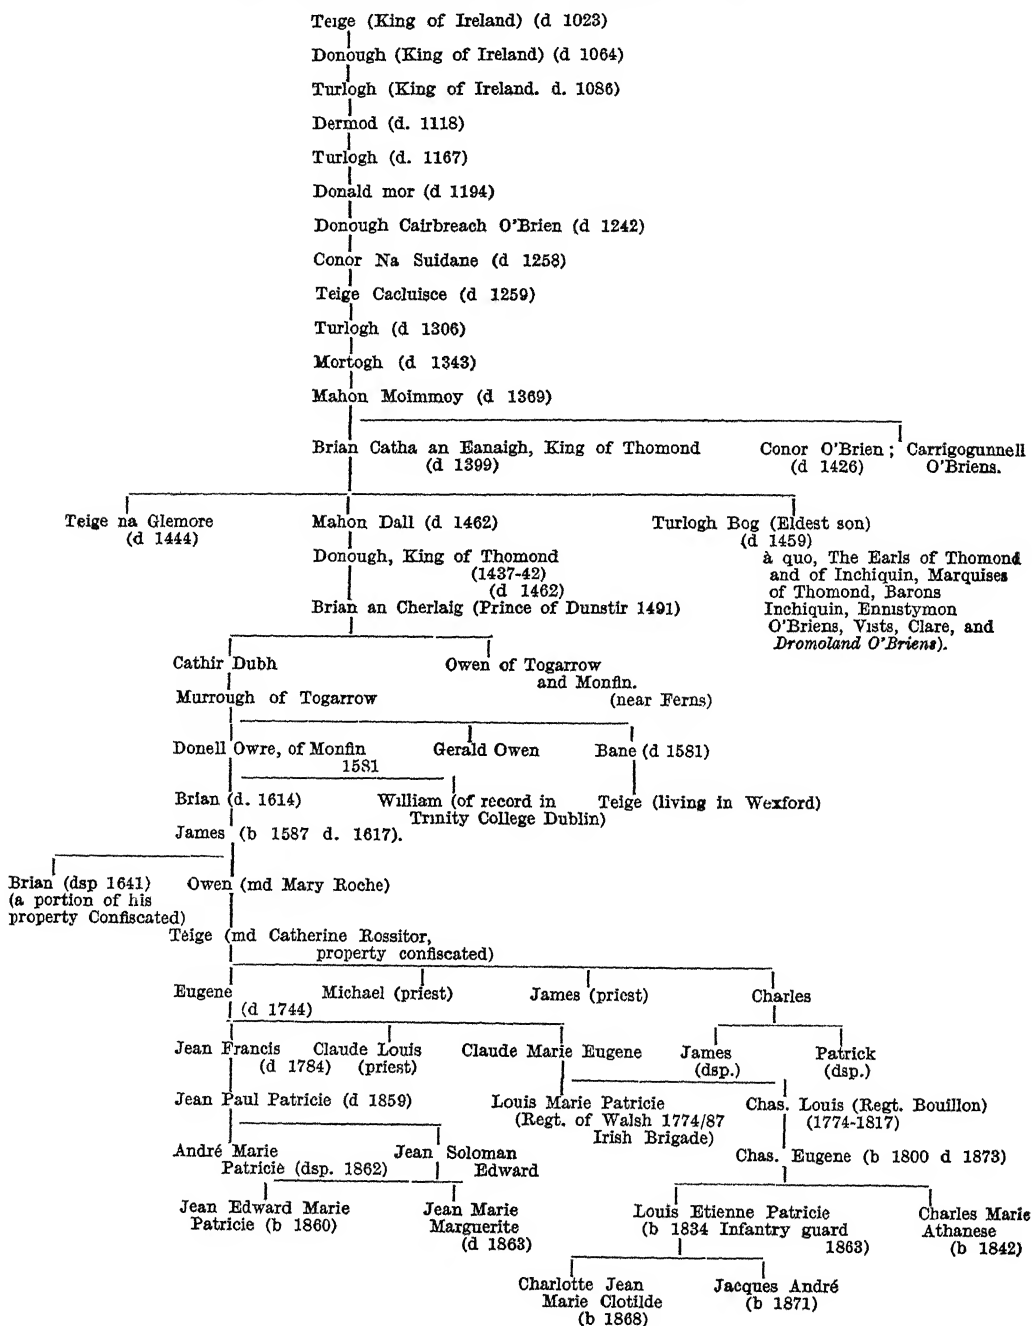 Teige (King of Ireland) (d 1023)
Donough (King of Ireland) (d 1064)
Turlogh (King of Ireland. d. 1086)
Dermod (d. 1118)
Turlogh (d. 1167)
Donald mor (d 1194)
Donough Cairbreach O'Brien (d 1242)
Conor Na Suidane (d 1258)
Teige Cacluisce (d 1259)
Turlogh (d 1306)
Mortogh (d 1343)
Mahon Moimmoy (d 1369)
Brian Catha an Eanaigh, King of Thomond
(d 1399)
Conor O'Brien; Carrigogunnell
(d 1426) O'Briens.
Teige na Glemore
(d 1444)
Mahon Dall (d 1462)
Turlogh Bog (Eldest son)
(d 1459)
à quo, The Earls of Thomond
and of Inchiquin, Marquises
of Thomond, Barons
Inchiquin, Ennistymon
O'Briens, Vists, Clare, and
Dromoland O'Briens).
Donough, King of Thomond
(1437-42)
(d 1462)
Brian an Cherlaig (Prince of Dunstir 1491)
Cathir Dubh
Owen of Togarrow
and Monfin.
(near Ferns)
Murrough of Togarrow
Donell Owre, of Monfin
1581
Gerald Owen
Bane (d 1581)
Brian (d. 1614)
William (of record in
Trinity College Dublin)
Teige (living in Wexford)
James (b 1587 d. 1617).
Brian (dsp 1641)
(a portion of his
property Confiscated)
Owen (md Mary Roche)
Teige (md Catherine Rossitor,
property confiscated)
Eugene
(d 1744)
Michael (priest)
James (priest)
Charles
Jean Francis
(d 1784)
Claude Louis
(priest)
Claude Marie Eugene
James
(dsp.)
Patrick
(dsp.)
Jean Paul Patricie (d 1859)
Louis Marie Patricie
(Regt. of Walsh 1774/87
Irish Brigade)
Chas. Louis (Regt. Bouillon)
(1774-1817)
André Marie
Patricie (dsp. 1862)
Jean Soloman
Edward
Chas. Eugene (b 1800 d 1873)
Jean Edward Marie
Patricie (b 1860)
Jean Marie
Marguerite
(d 1863)
Louis Etienne Patricie
(b 1834 Infantry guard
1863)
Charles Marie
Athanese
(b 1842)
Charlotte Jean
Marie Clotilde
(b 1868)
Jacques André
(b 1871)